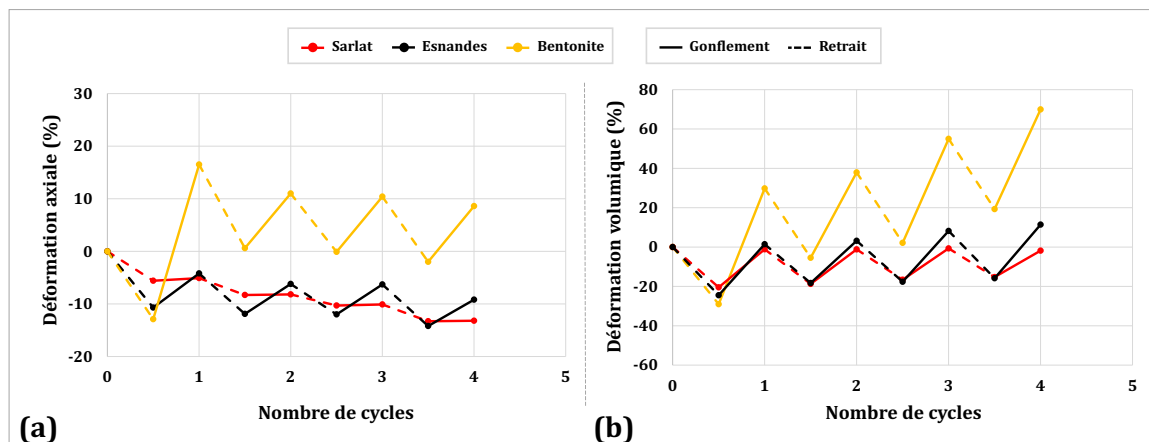 Sarlat Esnandes Bentonite Gonflement Retrait
Déformation axiale (%)
30
20
10
0
-10
-20
0 1 2 3 4 5
Nombre de cycles
(a)
Déformation volumique (%)
80
60
40
20
0
-20
-40
-60
0 1 2 3 4 5
Nombre de cycles
(b)